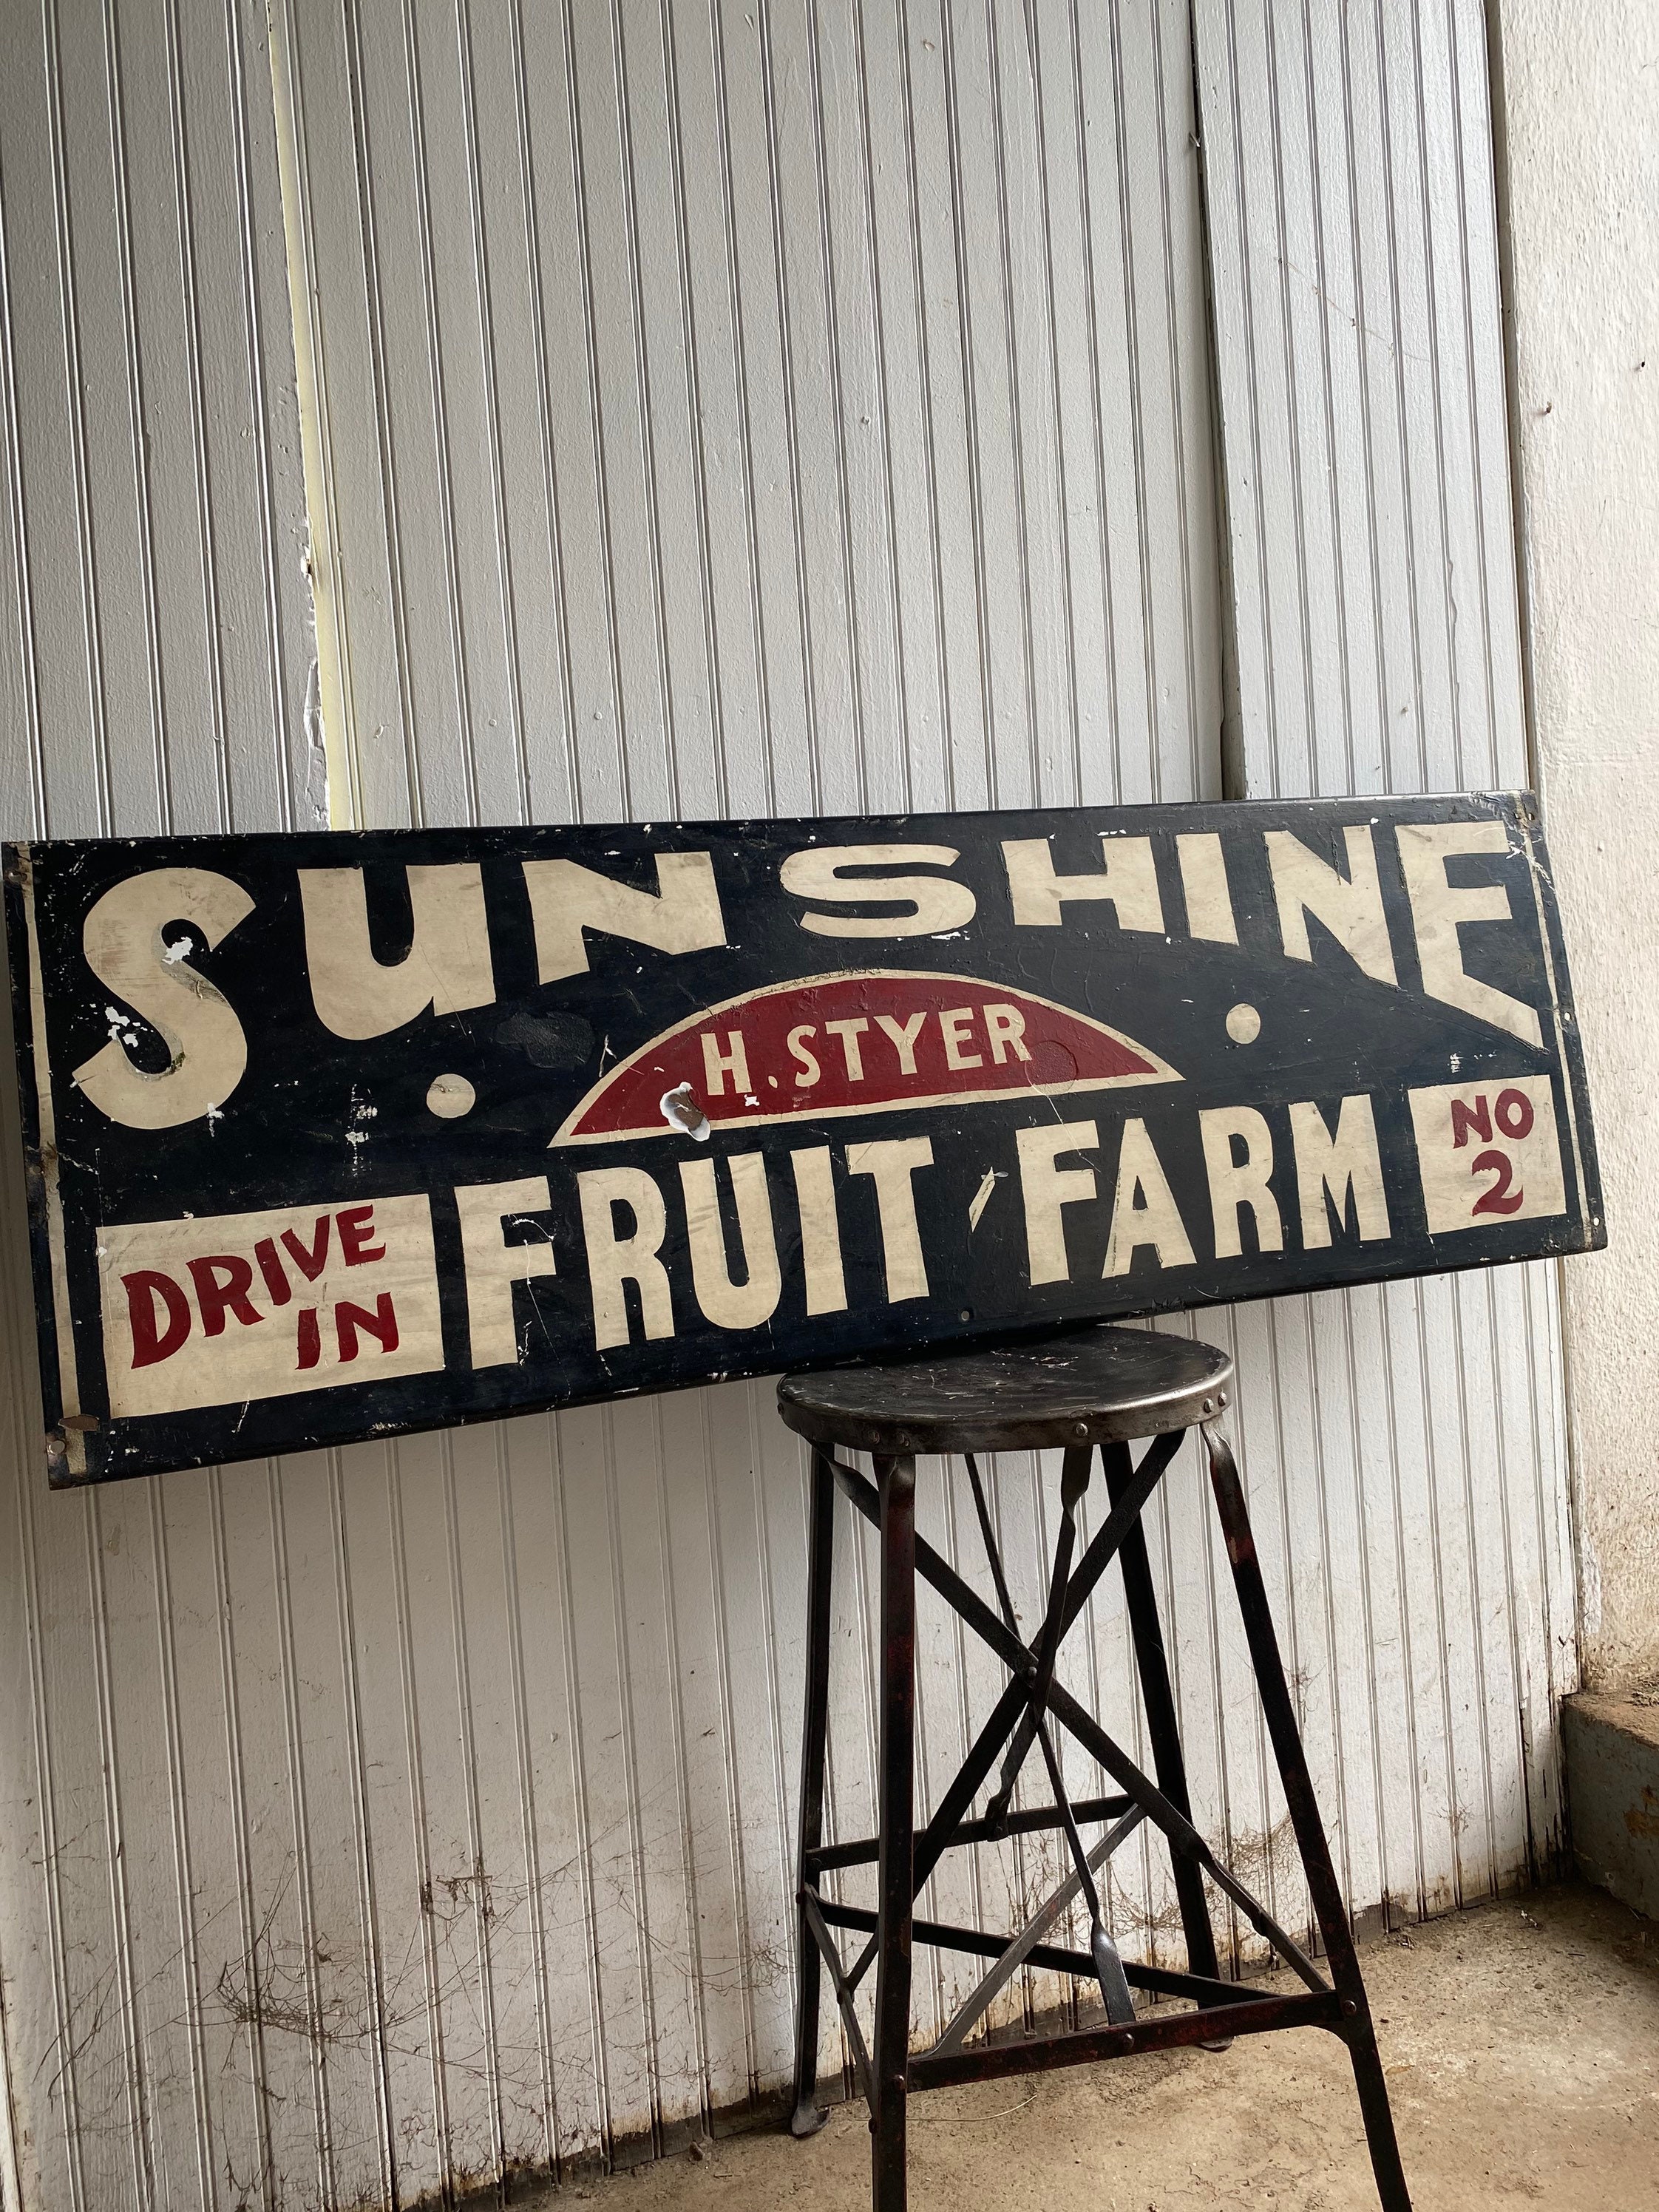 SUNSHINE
H. STYER
FRUIT FARM
DRIVE
IN
NO
2